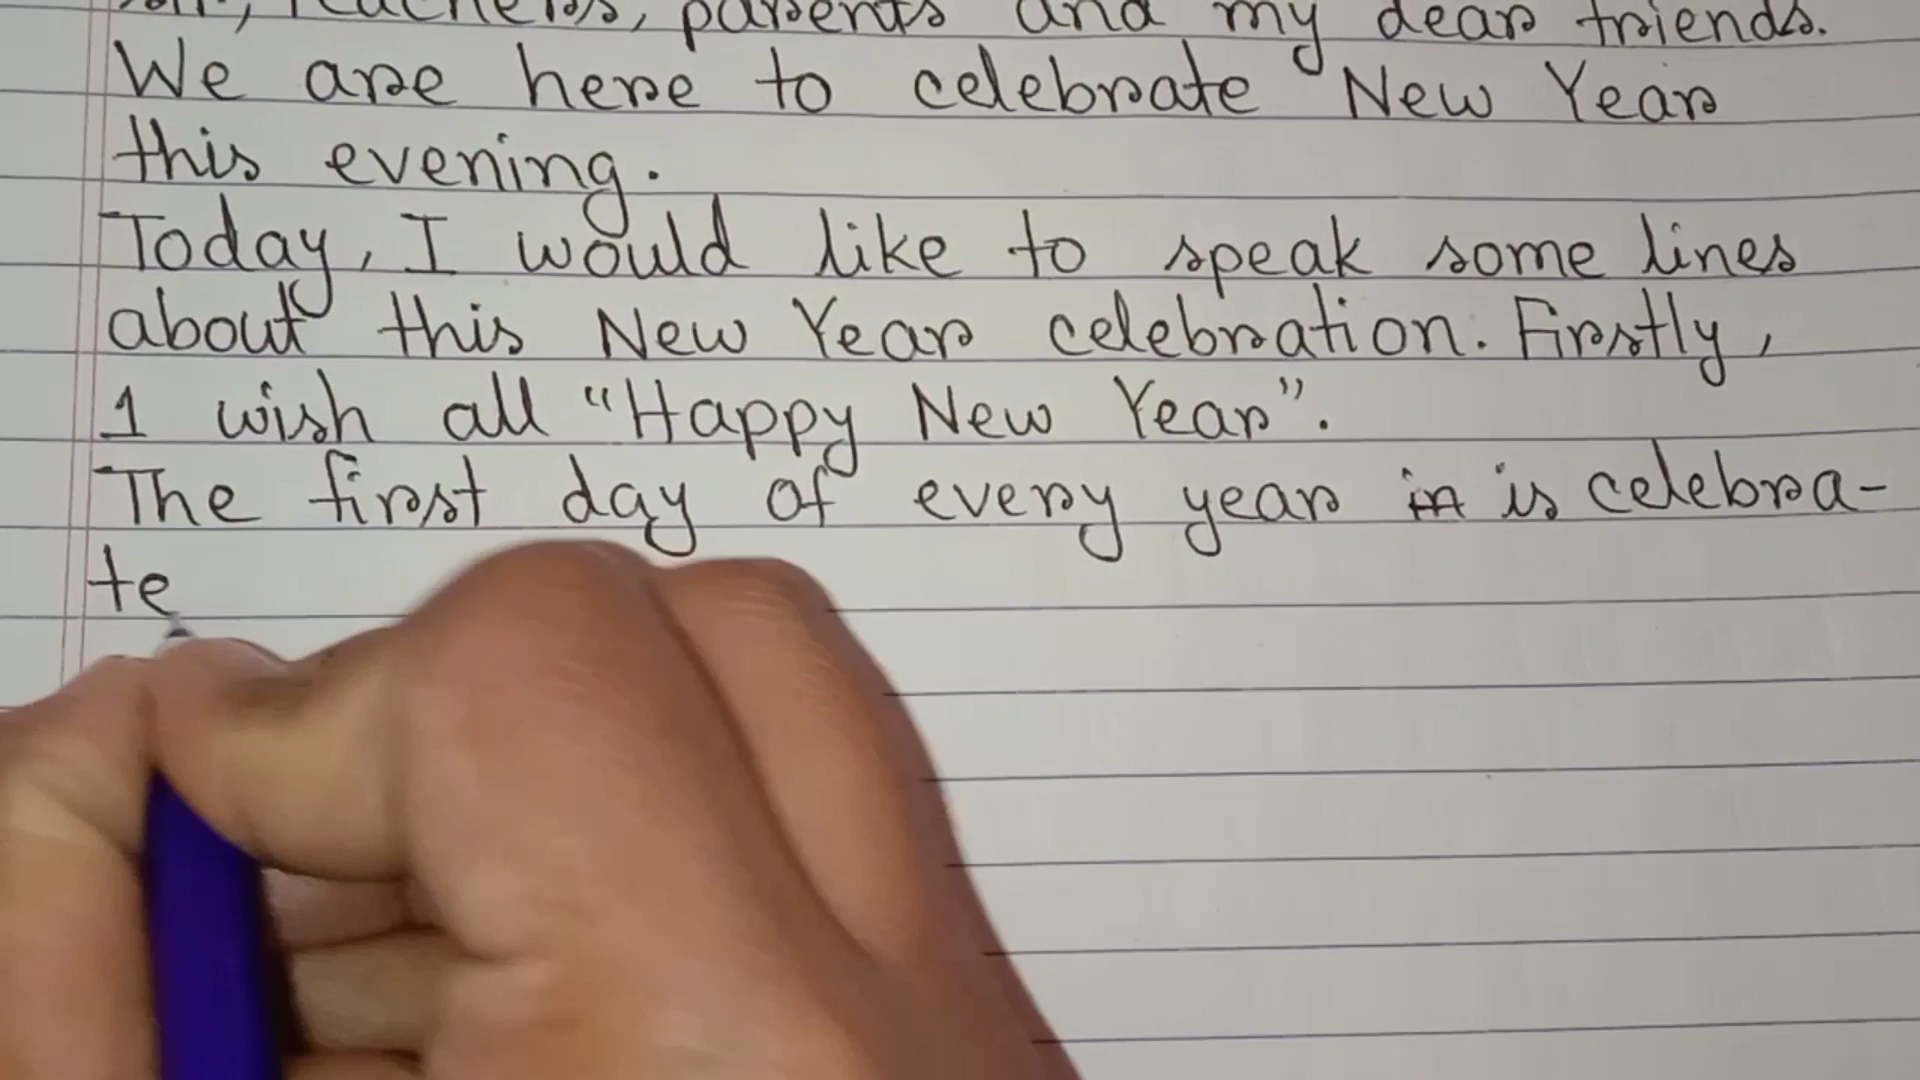 teachers, parents and my dear friends.
We are here to celebrate New Year
this evening.
Today, I would like to speak some lines
about this New Year celebration. Firstly,
I wish all "Happy New Year".
The first day of every year in is celebra-
te